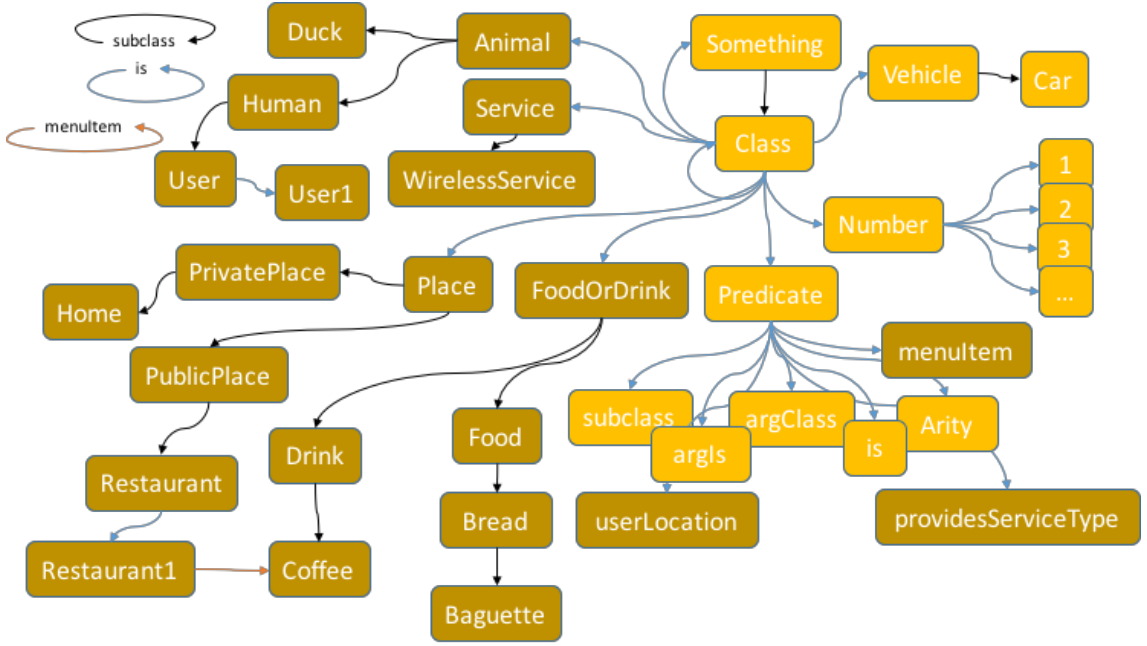 subclass
is
menuItem
Duck
Animal
Something
Vehicle
Car
Human
Service
Class
User
User1
WirelessService
1
2
3
...
Number
PrivatePlace
Place
FoodOrDrink
Predicate
Home
PublicPlace
menuItem
subclass
argClass
Arity
argIs
is
Drink
Food
Restaurant
userLocation
providesServiceType
Bread
Restaurant1
Coffee
Baguette